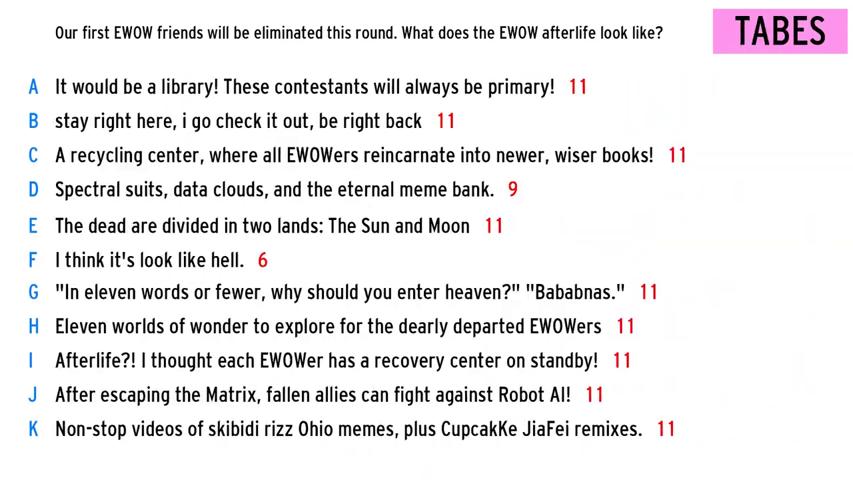 Our first EWOW friends will be eliminated this round. What does the EWOW afterlife look like?
TABES
A It would be a library! These contestants will always be primary! 11
B stay right here, i go check it out, be right back 11
C A recycling center, where all EWOWers reincarnate into newer, wiser books! 11
D Spectral suits, data clouds, and the eternal meme bank. 9
E The dead are divided in two lands: The Sun and Moon 11
F I think it's look like hell. 6
G "In eleven words or fewer, why should you enter heaven?" "Bababnas." 11
H Eleven worlds of wonder to explore for the dearly departed EWOWers 11
I Afterlife?! I thought each EWOWer has a recovery center on standby! 11
J After escaping the Matrix, fallen allies can fight against Robot AI! 11
K Non-stop videos of skibidi rizz Ohio memes, plus CupcakKe JiaFei remixes. 11